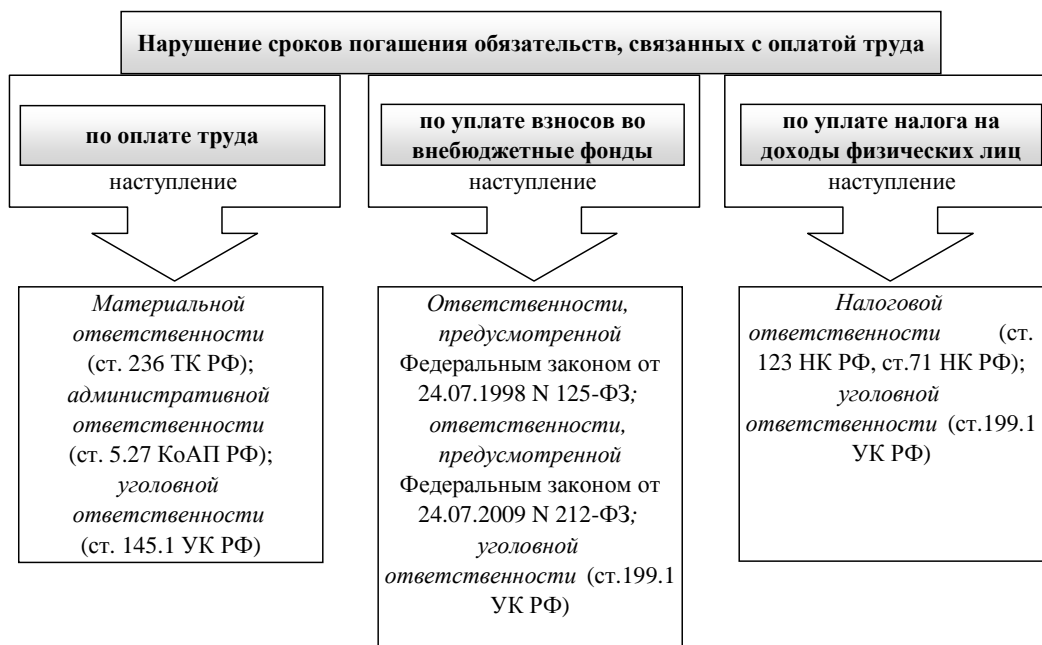 Нарушение сроков погашения обязательств, связанных с оплатой труда
по оплате труда
наступление
Материальной
ответственности
(ст. 236 ТК РФ);
административной
ответственности
(ст. 5.27 КоАП РФ);
уголовной
ответственности
(ст. 145.1 УК РФ)
по уплате взносов во
внебюджетные фонды
наступление
Ответственности,
предусмотренной
Федеральным законом от
24.07.1998 N 125-ФЗ;
ответственности,
предусмотренной
Федеральным законом от
24.07.2009 N 212-ФЗ;
уголовной
ответственности (ст.199.1
УК РФ)
по уплате налога на
доходы физических лиц
наступление
Налоговой
ответственности (ст.
123 НК РФ, ст.71 НК РФ);
уголовной
ответственности (ст.199.1
УК РФ)